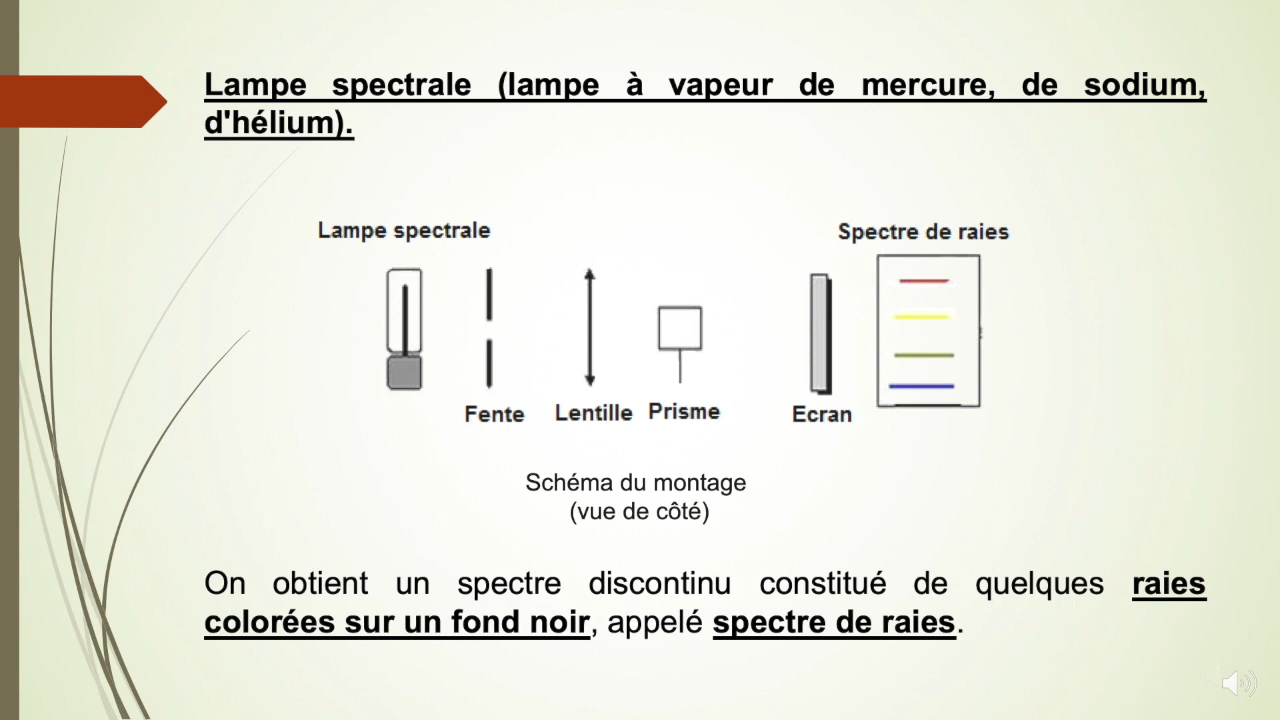 Lampe spectrale (lampe à vapeur de mercure, de sodium,
d'hélium).
Lampe spectrale
Spectre de raies
Fente
Lentille
Prisme
Ecran
Schéma du montage
(vue de côté)
On obtient un spectre discontinu constitué de quelques raies
colorées sur un fond noir, appelé spectre de raies.